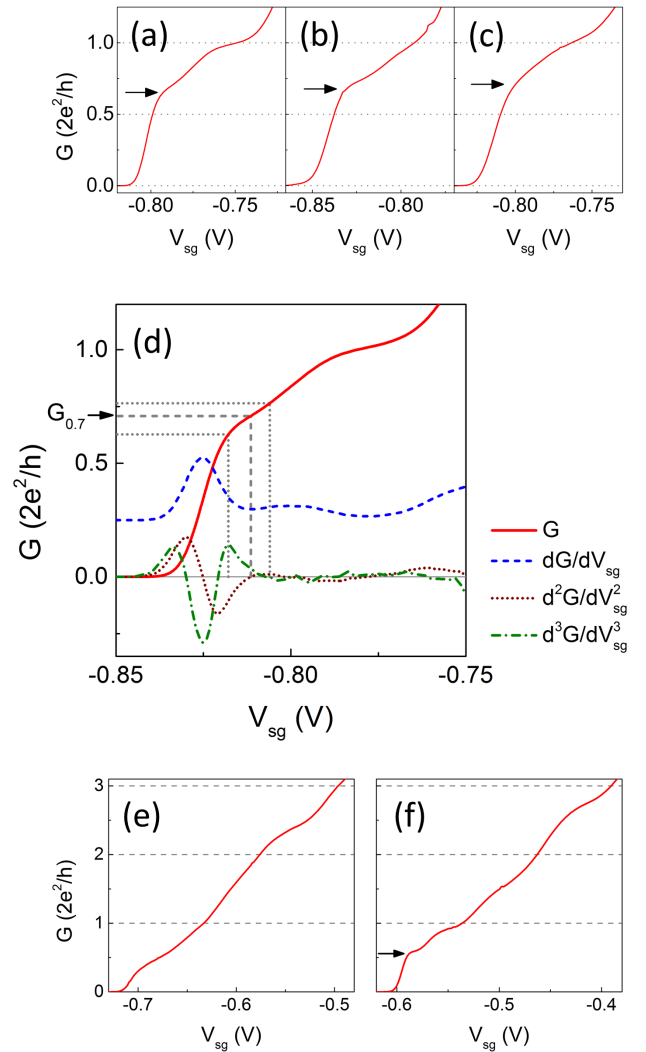 (a) (b) (c)
1.0
0.5
0.0
G (2e²/h)
-0.80 -0.75 -0.85 -0.80 -0.80 -0.75
V_sg (V) V_sg (V) V_sg (V)
(d)
1.0
G_0.7
0.5
0.0
G (2e²/h)
-0.85 -0.80 -0.75
V_sg (V)
G
dG/dV_sg
d²G/dV²_sg
d³G/dV³_sg
(e) (f)
3
2
1
0
G (2e²/h)
-0.7 -0.6 -0.5 -0.6 -0.5 -0.4
V_sg (V) V_sg (V)